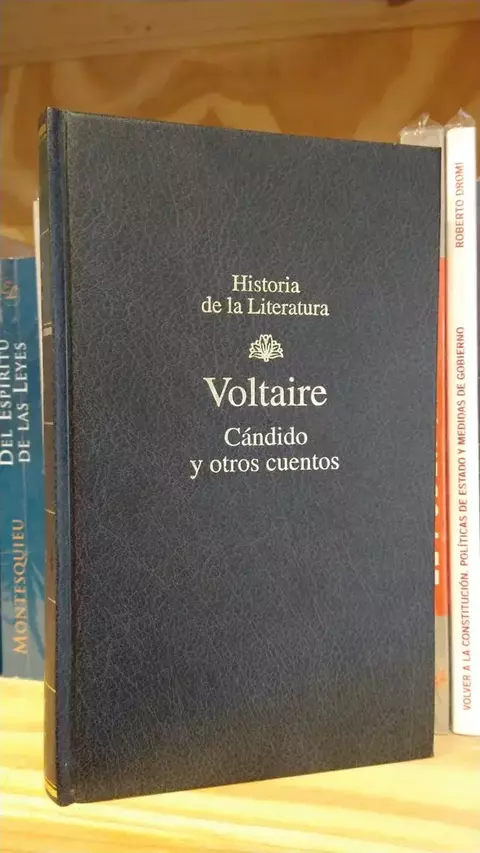 Historia
de la Literatura
Voltaire
Cándido
y otros cuentos
DEL ESPÍRITU
DE LAS LEYES
MONTESQUIEU
ROBERTO DROMI
VOLVER A LA CONSTITUCIÓN. POLÍTICAS DE ESTADO Y MEDIDAS DE GOBIERNO